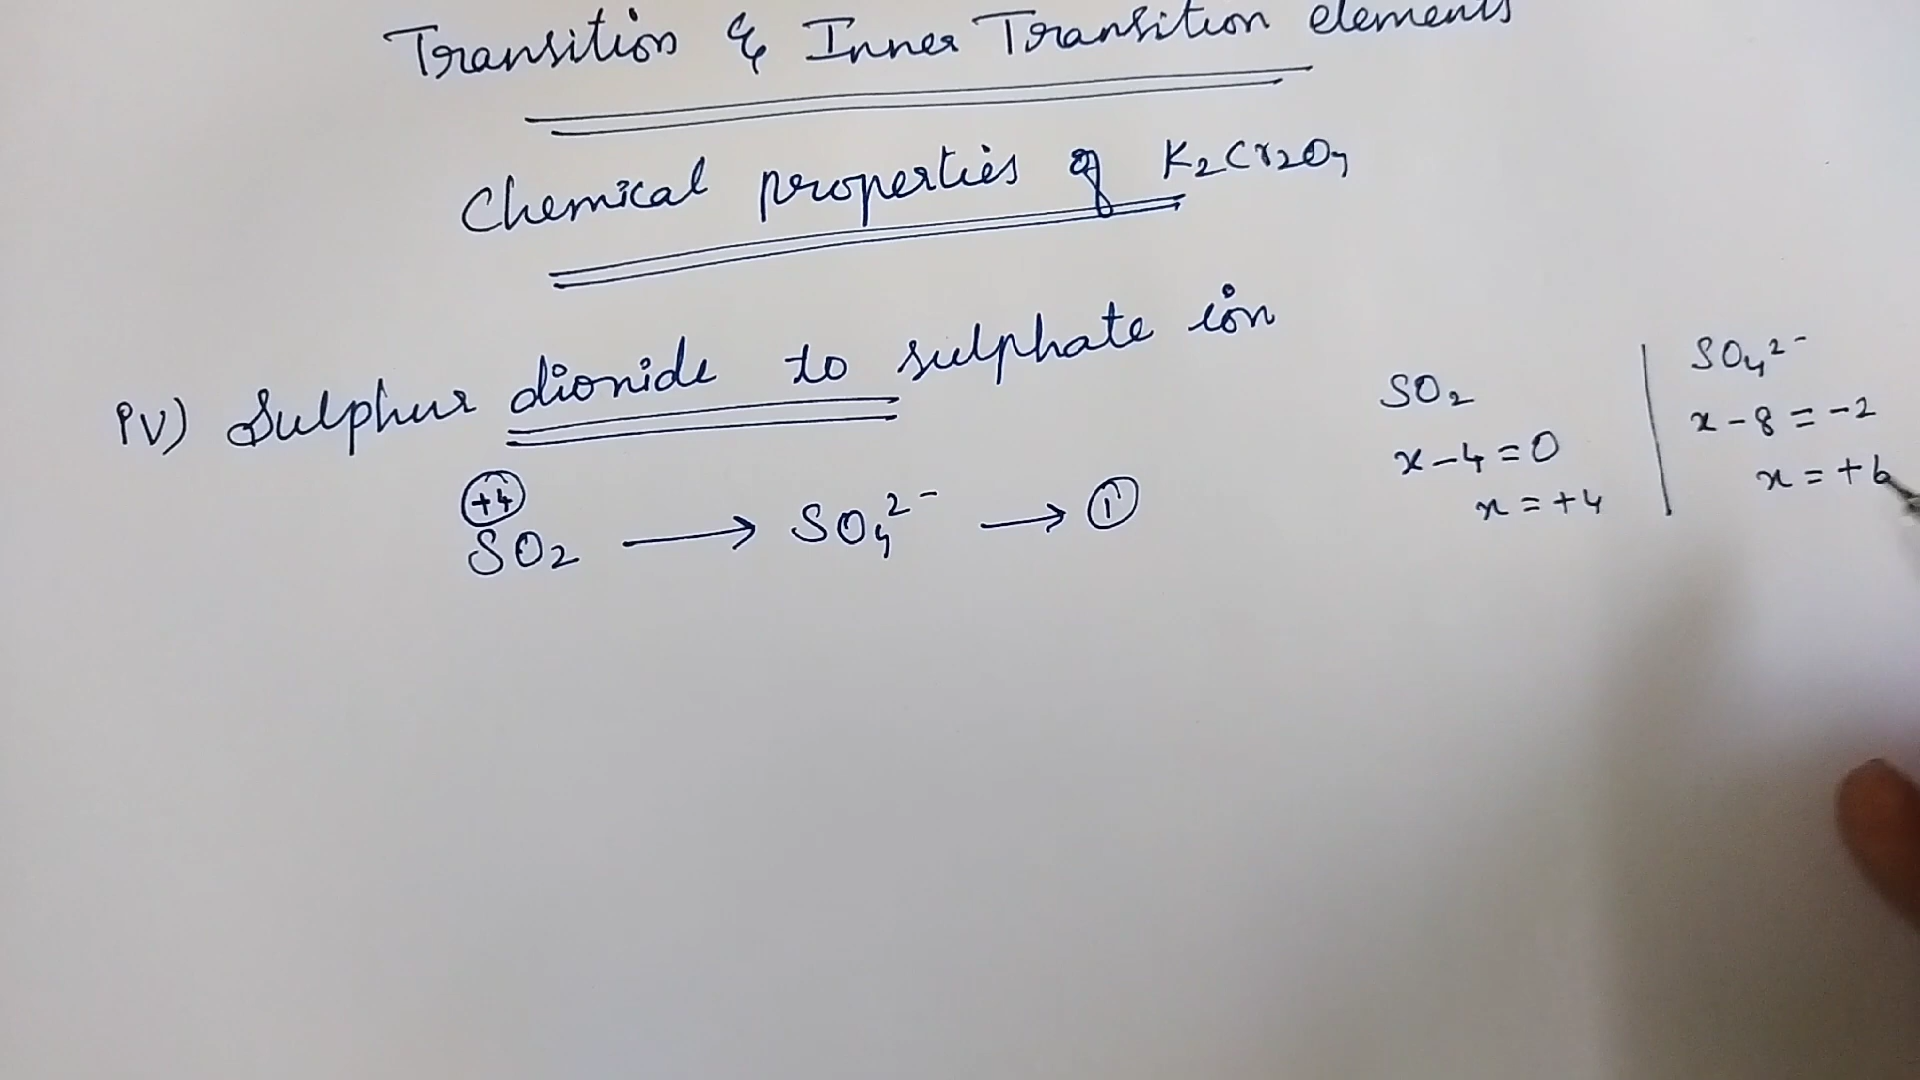 Transition & Inner Transition elements
Chemical properties of K2Cr2O7
iv) Sulphur dioxide to sulphate ion
+4
SO2 → SO4 2- → 1
SO2
x-4=0
x=+4
SO4 2-
x-8=-2
x=+6